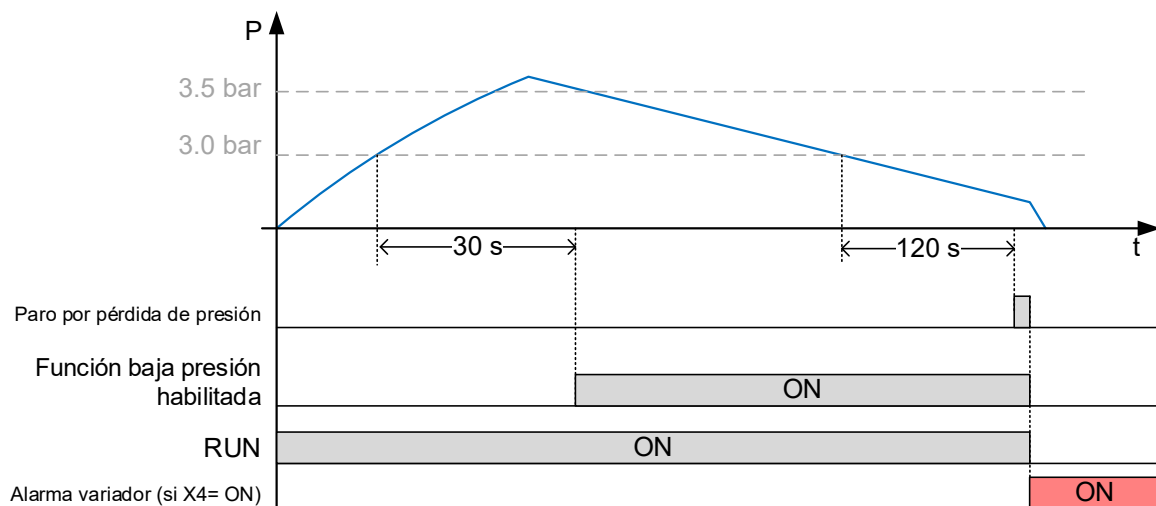 P
3.5 bar
3.0 bar
30 s
120 s
t
Paro por pérdida de presión
Función baja presión
habilitada
ON
RUN
ON
Alarma variador (si X4= ON)
ON